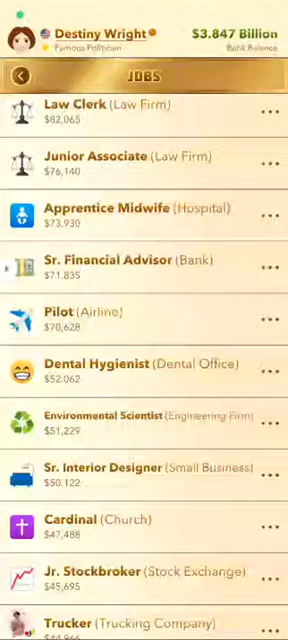 Destiny Wright
Famous Politician
$3.847 Billion
Bank Balance
JOBS
Law Clerk (Law Firm)
$82,065
Junior Associate (Law Firm)
$76,140
Apprentice Midwife (Hospital)
$73,930
Sr. Financial Advisor (Bank)
$71,835
Pilot (Airline)
$70,628
Dental Hygienist (Dental Office)
$52,062
Environmental Scientist (Engineering Firm)
$51,229
Sr. Interior Designer (Small Business)
$50,122
Cardinal (Church)
$47,488
Jr. Stockbroker (Stock Exchange)
$45,695
Trucker (Trucking Company)
$44,966